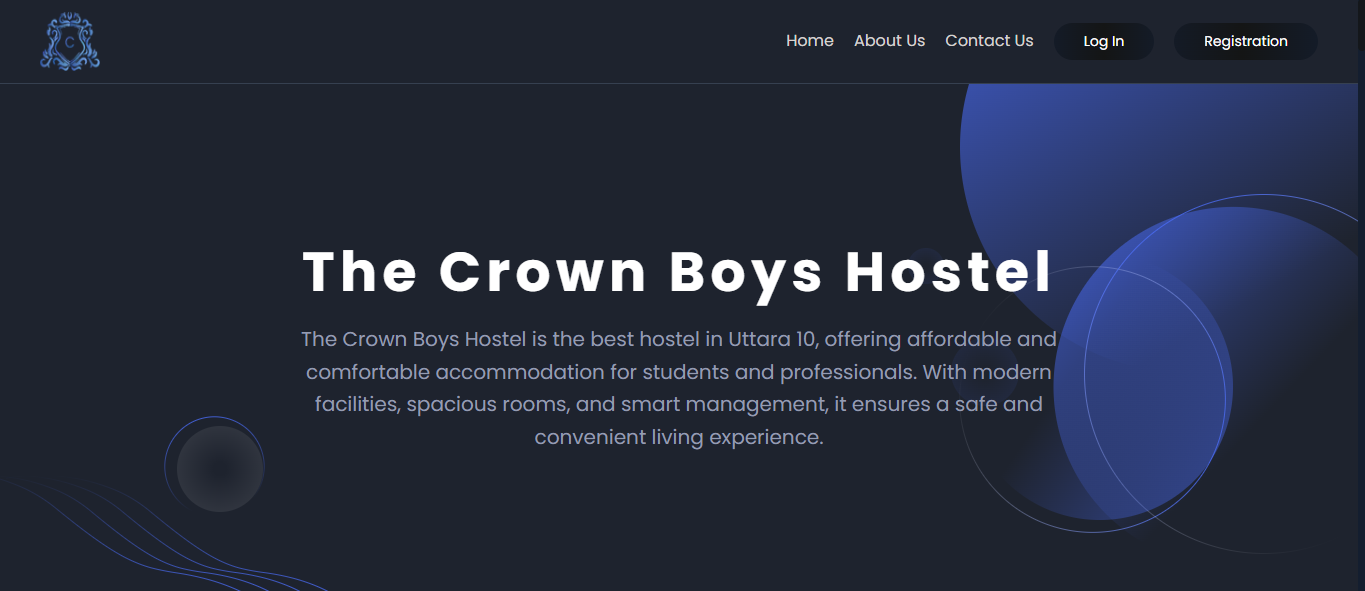 C
Home About Us Contact Us Log In Registration
The Crown Boys Hostel
The Crown Boys Hostel is the best hostel in Uttara 10, offering affordable and
comfortable accommodation for students and professionals. With modern
facilities, spacious rooms, and smart management, it ensures a safe and
convenient living experience.